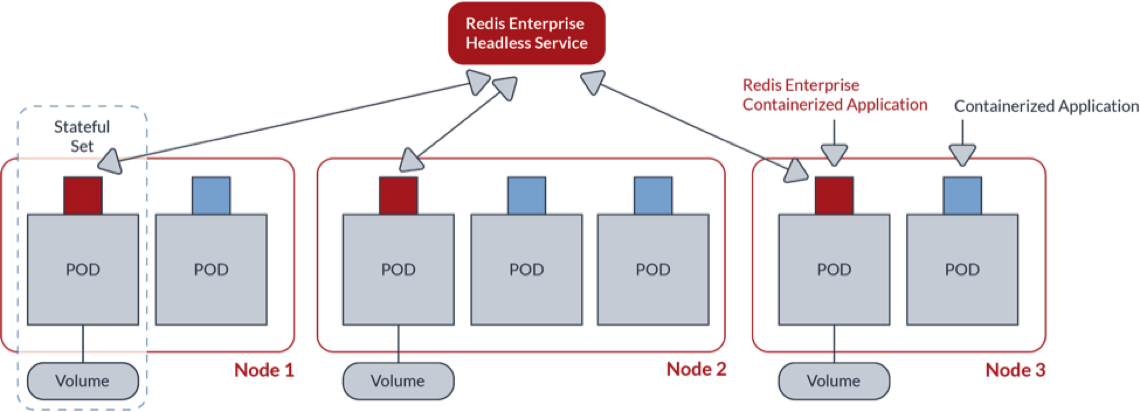 Redis Enterprise
Headless Service
Redis Enterprise
Containerized Application
Containerized Application
Stateful
Set
POD
POD
POD
POD
POD
POD
POD
Node 1
Node 2
Node 3
Volume
Volume
Volume